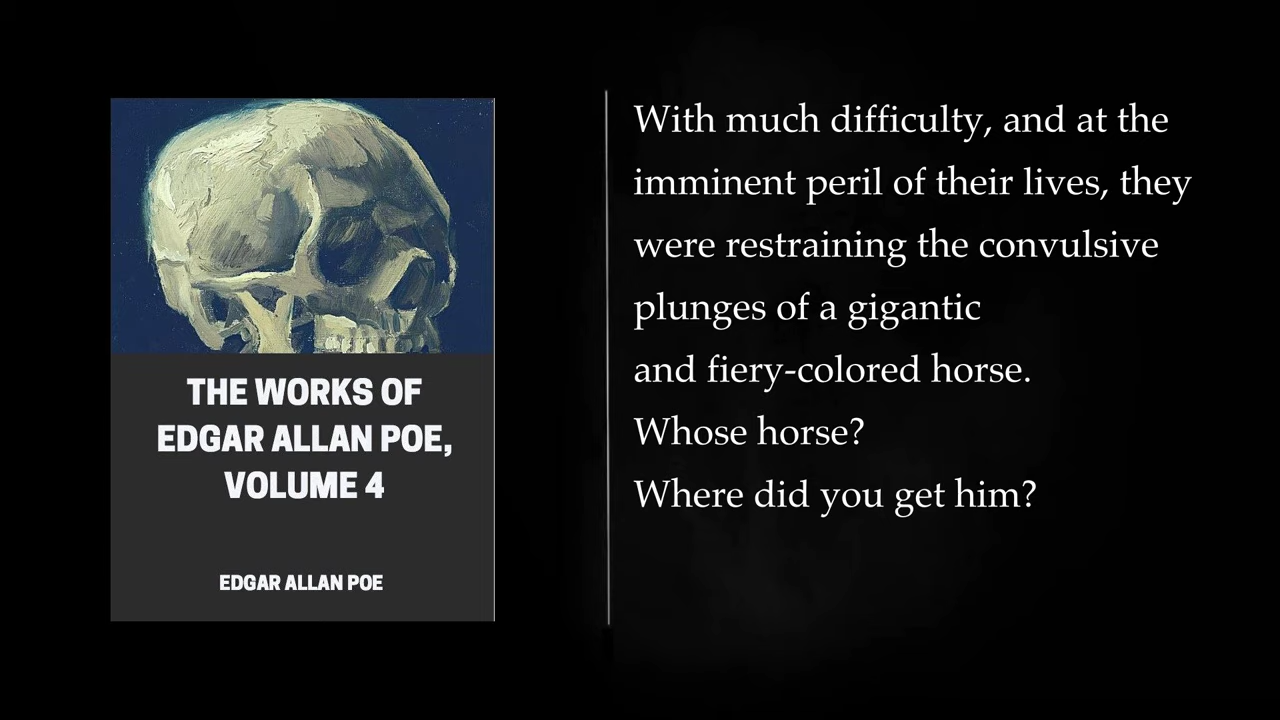 THE WORKS OF
EDGAR ALLAN POE,
VOLUME 4
EDGAR ALLAN POE
With much difficulty, and at the
imminent peril of their lives, they
were restraining the convulsive
plunges of a gigantic
and fiery-colored horse.
Whose horse?
Where did you get him?